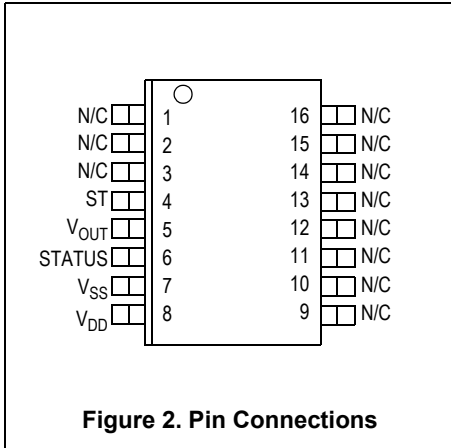 N/C 1 16 N/C
N/C 2 15 N/C
N/C 3 14 N/C
ST 4 13 N/C
VOUT 5 12 N/C
STATUS 6 11 N/C
VSS 7 10 N/C
VDD 8 9 N/C
Figure 2. Pin Connections